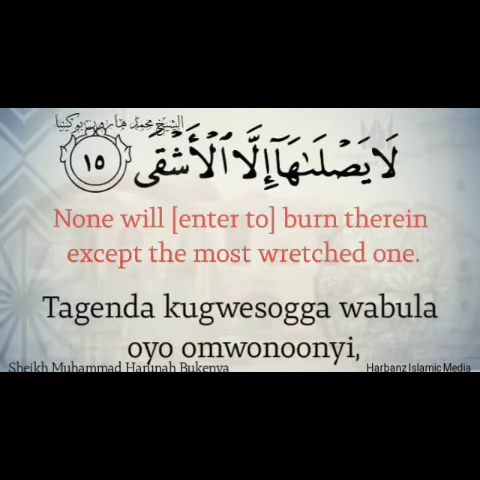 الشيخ محمد هارون بوكينيا
لَا يَصْلَىٰهَآ إِلَّا ٱلْأَشْقَى ١٥
None will [enter to] burn therein
except the most wretched one.
Tagenda kugwesogga wabula
oyo omwonoonyi,
Sheikh Muhammad Harunah Bukenya
Harbanz Islamic Media